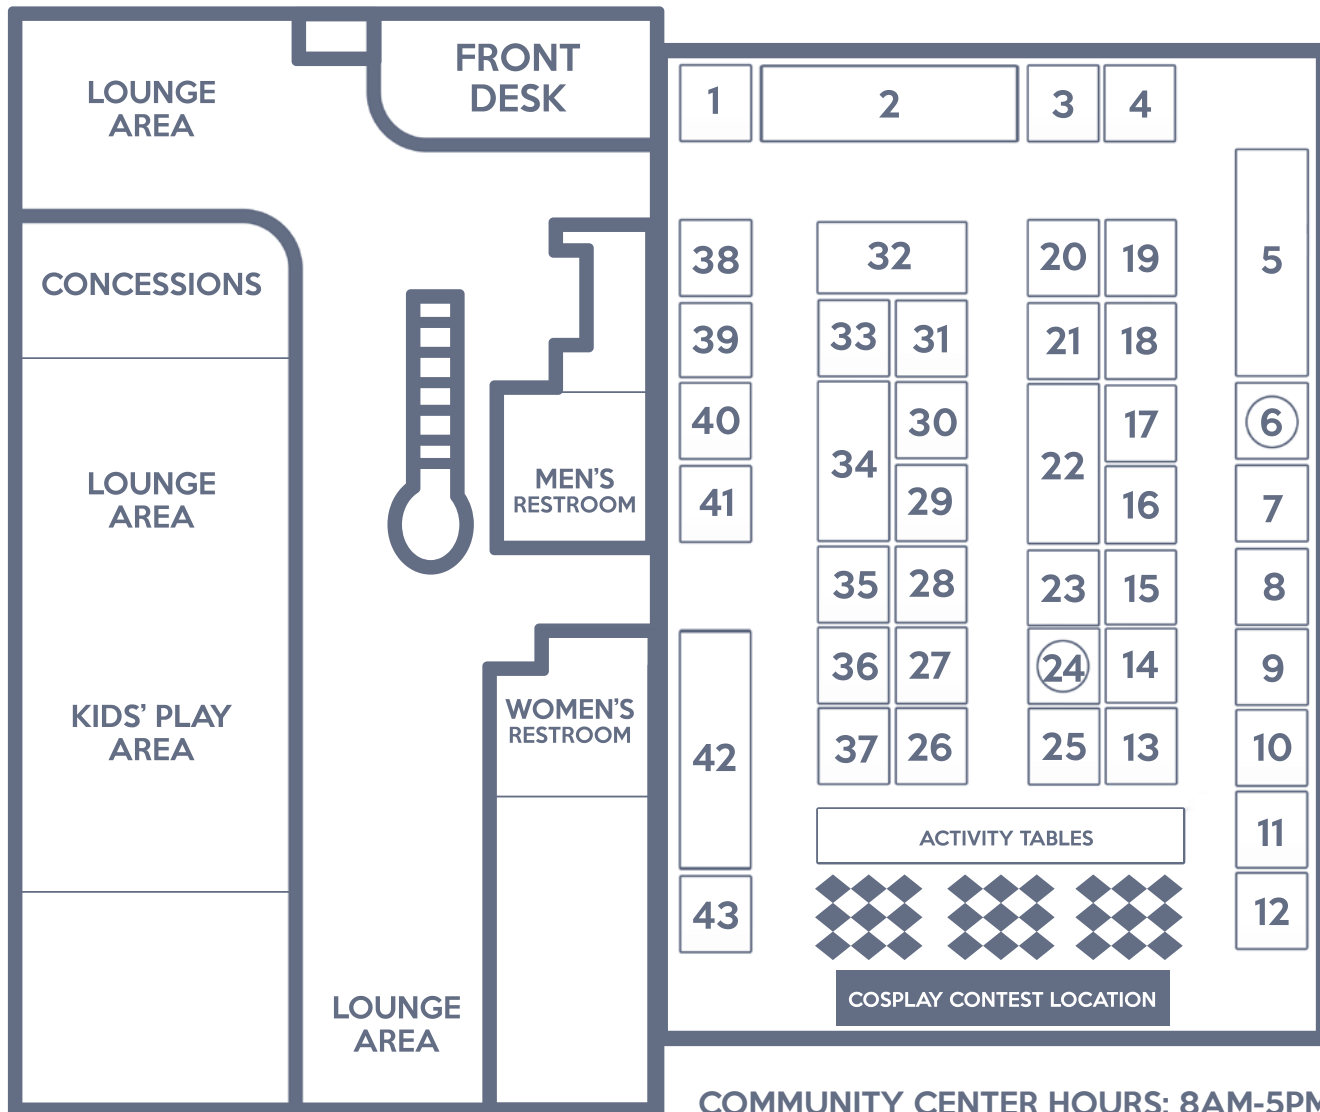 LOUNGE
AREA
FRONT
DESK
CONCESSIONS
LOUNGE
AREA
MEN'S
RESTROOM
KIDS' PLAY
AREA
WOMEN'S
RESTROOM
LOUNGE
AREA
1
2
3
4
5
38
32
20
19
39
33
31
21
18
40
30
17
6
34
22
41
29
16
7
35
28
23
15
8
36
27
24
14
9
42
37
26
25
13
10
ACTIVITY TABLES
11
43
12
COSPLAY CONTEST LOCATION
COMMUNITY CENTER HOURS: 8AM-5PM